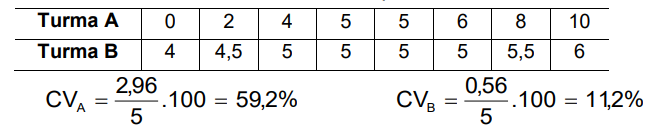 Turma A 0 2 4 5 5 6 8 10
Turma B 4 4,5 5 5 5 5 5,5 6
CV_A = 2,96/5 .100 = 59,2% CV_B = 0,56/5 .100 = 11,2%